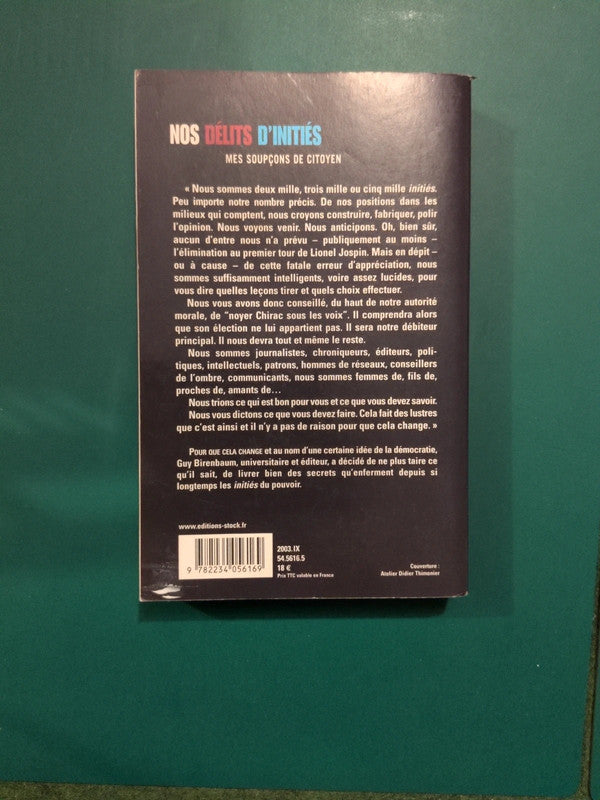 NOS DÉLITS D'INITIÉS
MES SOUPÇONS DE CITOYEN
« Nous sommes deux mille, trois mille ou cinq mille initiés.
Peu importe notre nombre précis. De nos positions dans les
milieux qui comptent, nous croyons construire, fabriquer, polir
l'opinion. Nous voyons venir. Nous anticipons. Oh, bien sûr,
aucun d'entre nous n'a prévu – publiquement au moins –
l'élimination au premier tour de Lionel Jospin. Mais en dépit –
ou à cause – de cette fatale erreur d'appréciation, nous
sommes suffisamment intelligents, voire assez lucides, pour
vous dire quelles leçons tirer et quels choix effectuer.
Nous vous avons donc conseillé, du haut de notre autorité
morale, de "noyer Chirac sous les voix". Il comprendra alors
que son élection ne lui appartient pas. Il sera notre débiteur
principal. Il nous devra tout et même le reste.
Nous sommes journalistes, chroniqueurs, éditeurs, poli-
tiques, intellectuels, patrons, hommes de réseaux, conseillers
de l'ombre, communicants, nous sommes femmes de, fils de,
proches de, amants de...
Nous trions ce qui est bon pour vous et ce que vous devez savoir.
Nous vous dictons ce que vous devez faire. Cela fait des lustres
que c'est ainsi et il n'y a pas de raison pour que cela change. »
POUR QUE CELA CHANGE et au nom d'une certaine idée de la démocratie,
Guy Birenbaum, universitaire et éditeur, a décidé de ne plus taire ce
qu'il sait, de livrer bien des secrets qu'enferment depuis si
longtemps les initiés du pouvoir.
www.editions-stock.fr
2003.IX
54.5616.5
18 €
Prix TTC valable en France
9 782234 056169
Couverture :
Atelier Didier Thimonier